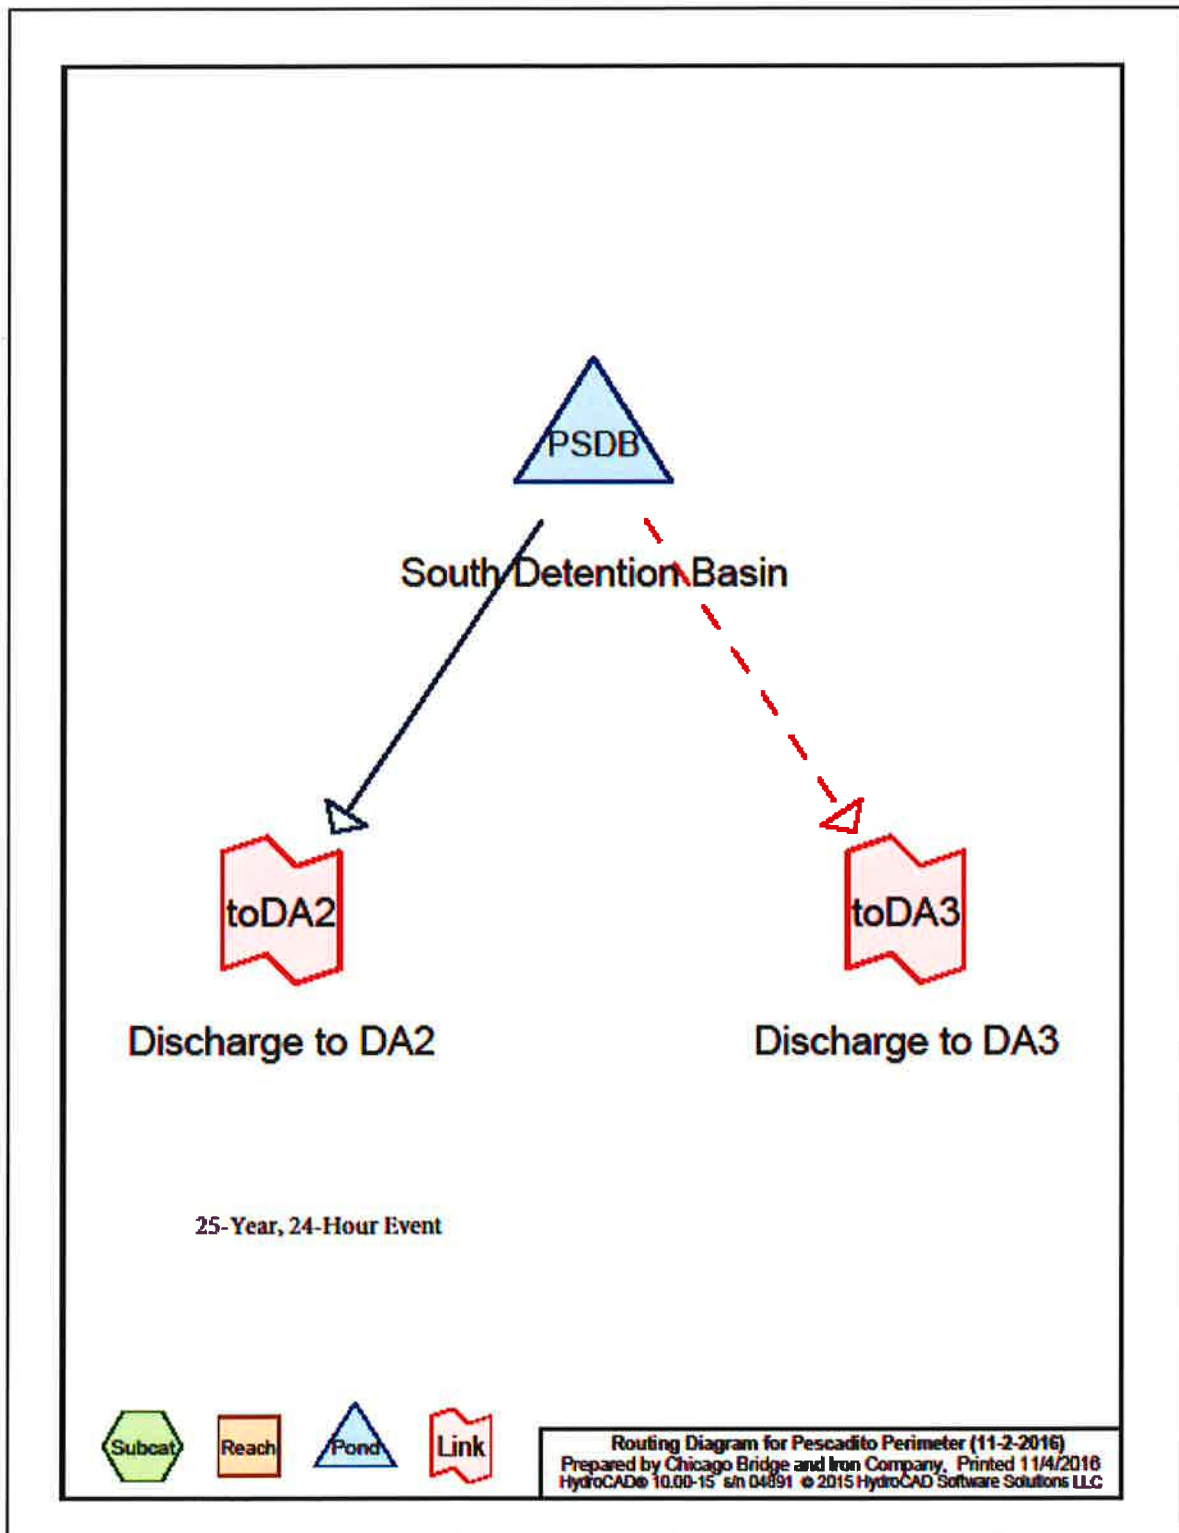 PSDB
South Detention Basin
toDA2
toDA3
Discharge to DA2
Discharge to DA3
25-Year, 24-Hour Event
Subcat
Reach
Pond
Link
Routing Diagram for Pescadito Perimeter (11-2-2016)
Prepared by Chicago Bridge and Iron Company, Printed 11/4/2016
HydroCAD® 10.00-15 s/n 04891 © 2015 HydroCAD Software Solutions LLC